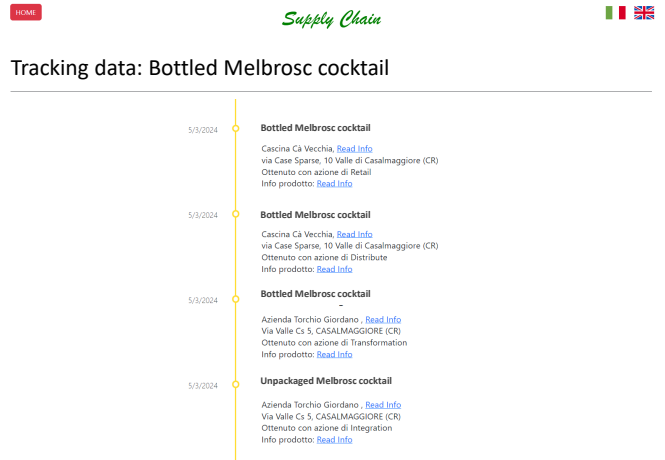 HOME
Supply Chain
Tracking data: Bottled Melbrosc cocktail
5/3/2024
Bottled Melbrosc cocktail
Cascina Cà Vecchia, Read Info
via Case Sparse, 10 Valle di Casalmaggiore (CR)
Ottenuto con azione di Retail
Info prodotto: Read Info
5/3/2024
Bottled Melbrosc cocktail
Cascina Cà Vecchia, Read Info
via Case Sparse, 10 Valle di Casalmaggiore (CR)
Ottenuto con azione di Distribute
Info prodotto: Read Info
5/3/2024
Bottled Melbrosc cocktail
Azienda Torchio Giordano , Read Info
Via Valle Cs 5, CASALMAGGIORE (CR)
Ottenuto con azione di Transformation
Info prodotto: Read Info
5/3/2024
Unpackaged Melbrosc cocktail
Azienda Torchio Giordano , Read Info
Via Valle Cs 5, CASALMAGGIORE (CR)
Ottenuto con azione di Integration
Info prodotto: Read Info